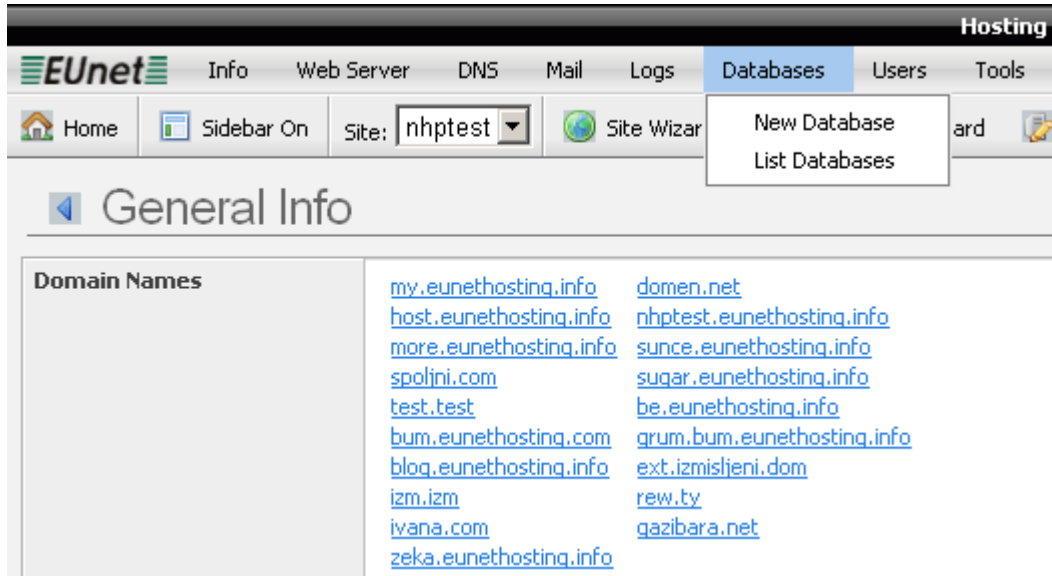 Hosting
EUnet Info Web Server DNS Mail Logs Databases Users Tools
Home Sidebar On Site: nhptest Site Wizar ard
New Database
List Databases
General Info
Domain Names
my.eunethosting.info domen.net
host.eunethosting.info nhptest.eunethosting.info
more.eunethosting.info sunce.eunethosting.info
spoljni.com sugar.eunethosting.info
test.test be.eunethosting.info
bum.eunethosting.com grum.bum.eunethosting.info
blog.eunethosting.info ext.izmisljeni.dom
izm.izm rew.ty
ivana.com gazibara.net
zeka.eunethosting.info